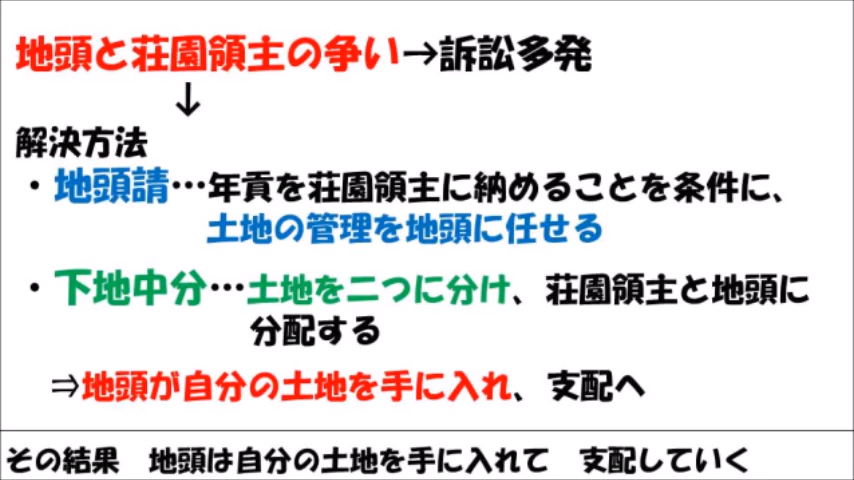 地頭と荘園領主の争い→訴訟多発
↓
解決方法
・地頭請…年貢を荘園領主に納めることを条件に、
土地の管理を地頭に任せる
・下地中分…土地を二つに分け、荘園領主と地頭に
分配する
⇒地頭が自分の土地を手に入れ、支配へ
その結果　地頭は自分の土地を手に入れて　支配していく